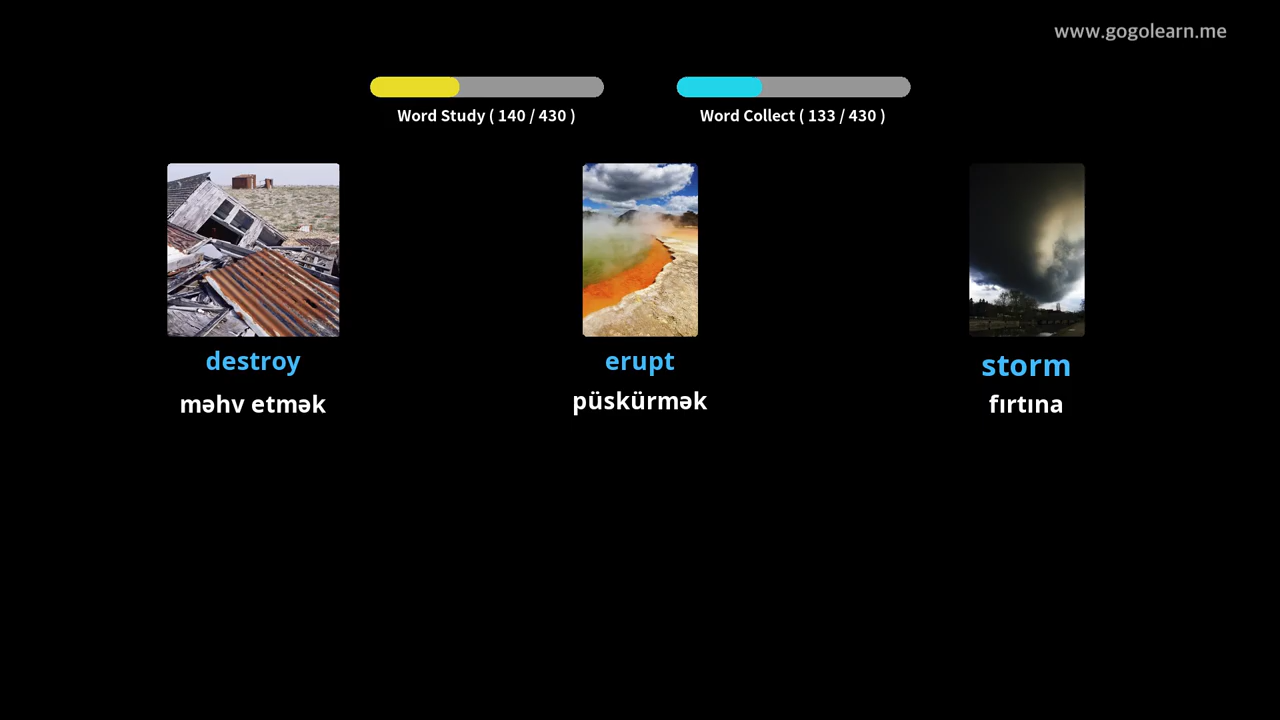 www.gogolearn.me
Word Study ( 140 / 430 )
Word Collect ( 133 / 430 )
destroy
erupt
storm
məhv etmək
püskürmək
fırtına